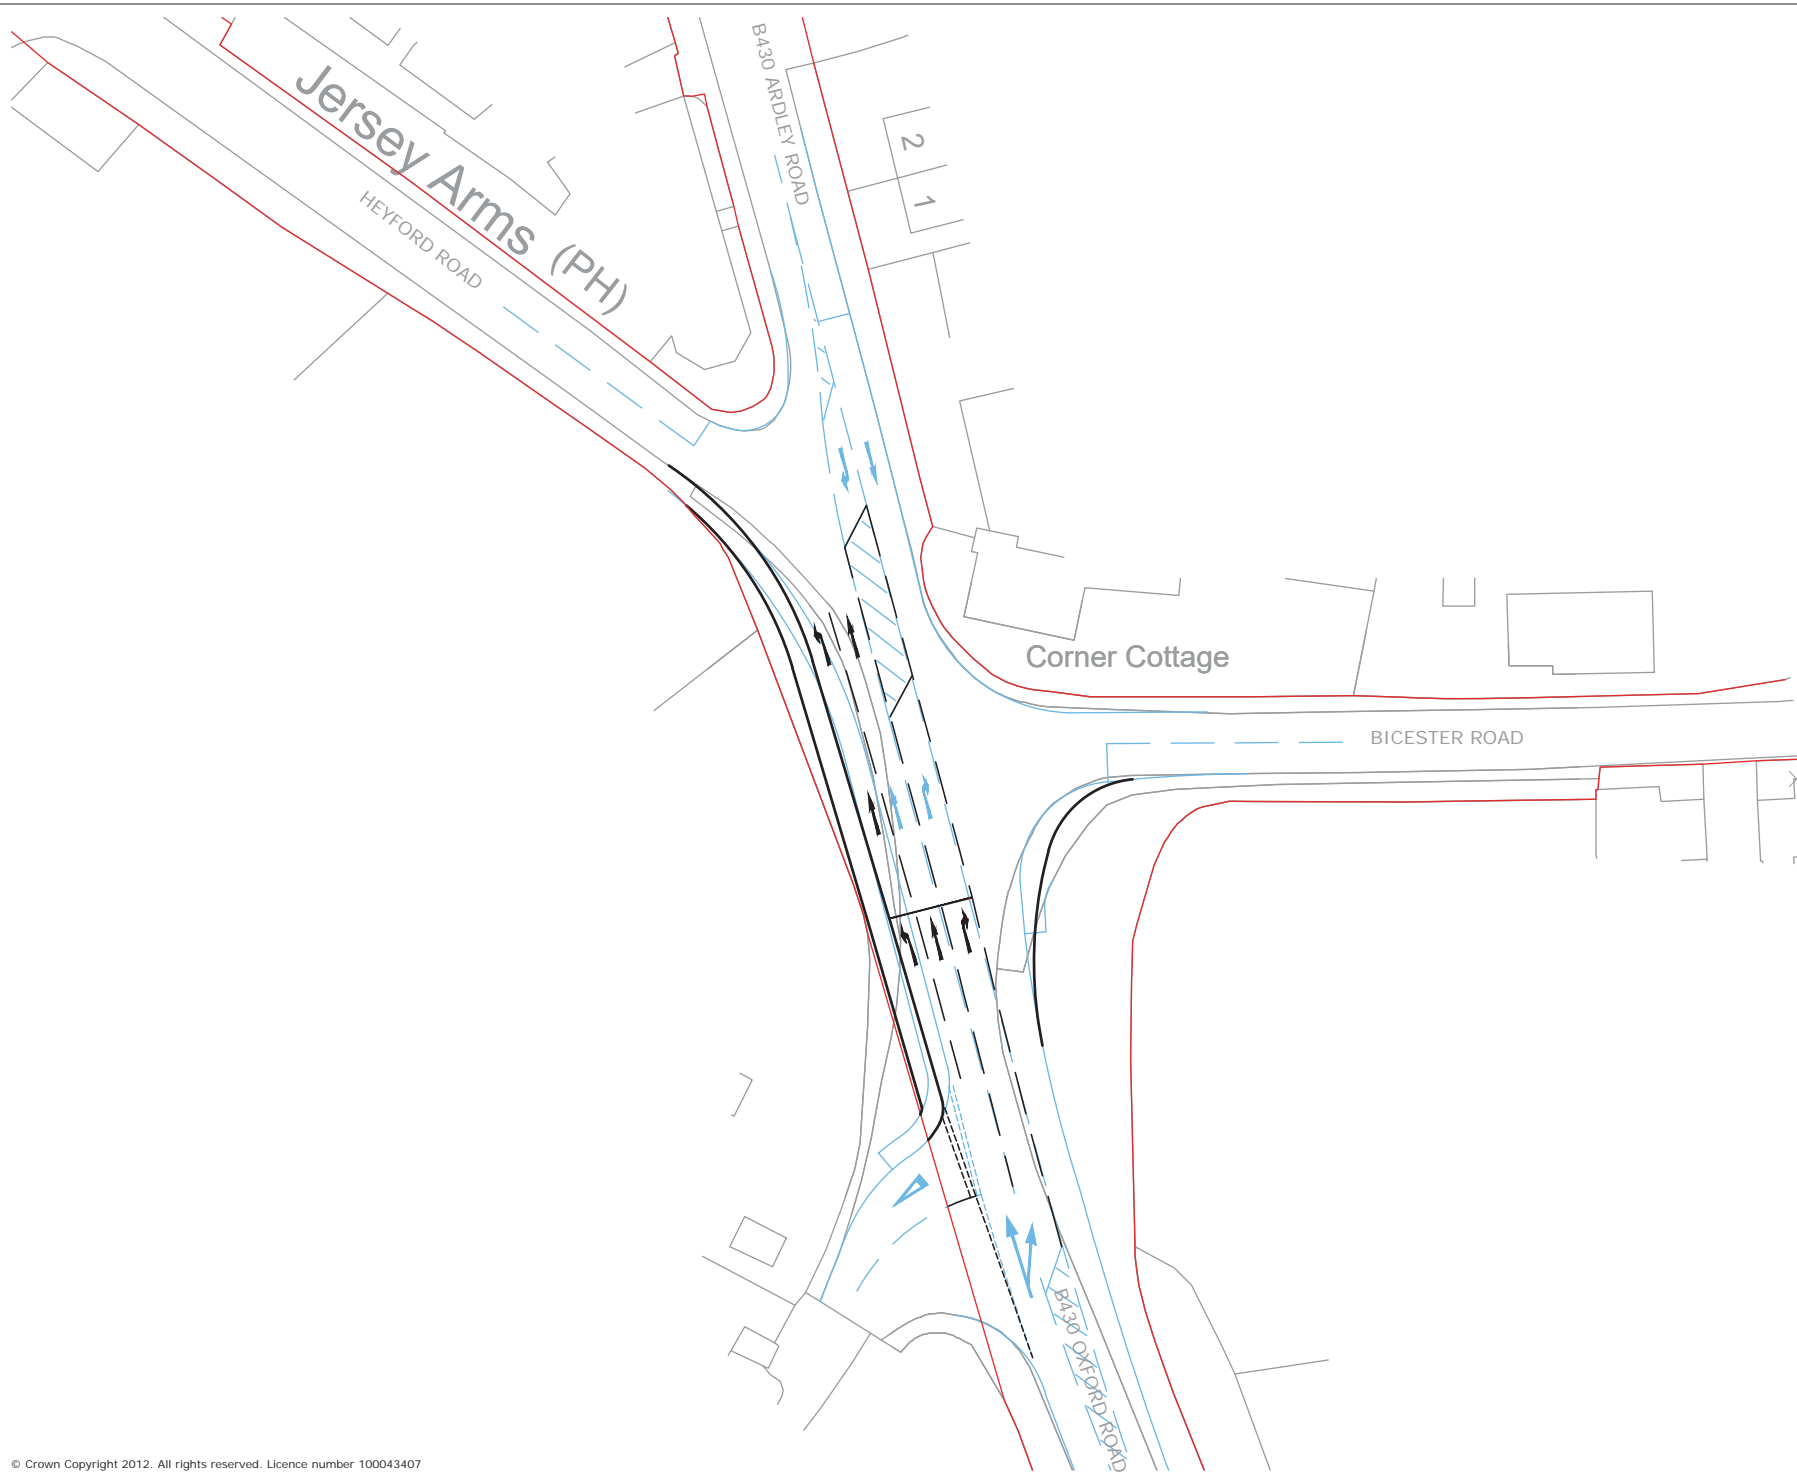 B430 ARDLEY ROAD
Jersey Arms (PH)
HEYFORD ROAD
2
1
Corner Cottage
BICESTER ROAD
B430 OXFORD ROAD
© Crown Copyright 2012. All rights reserved. Licence number 100043407